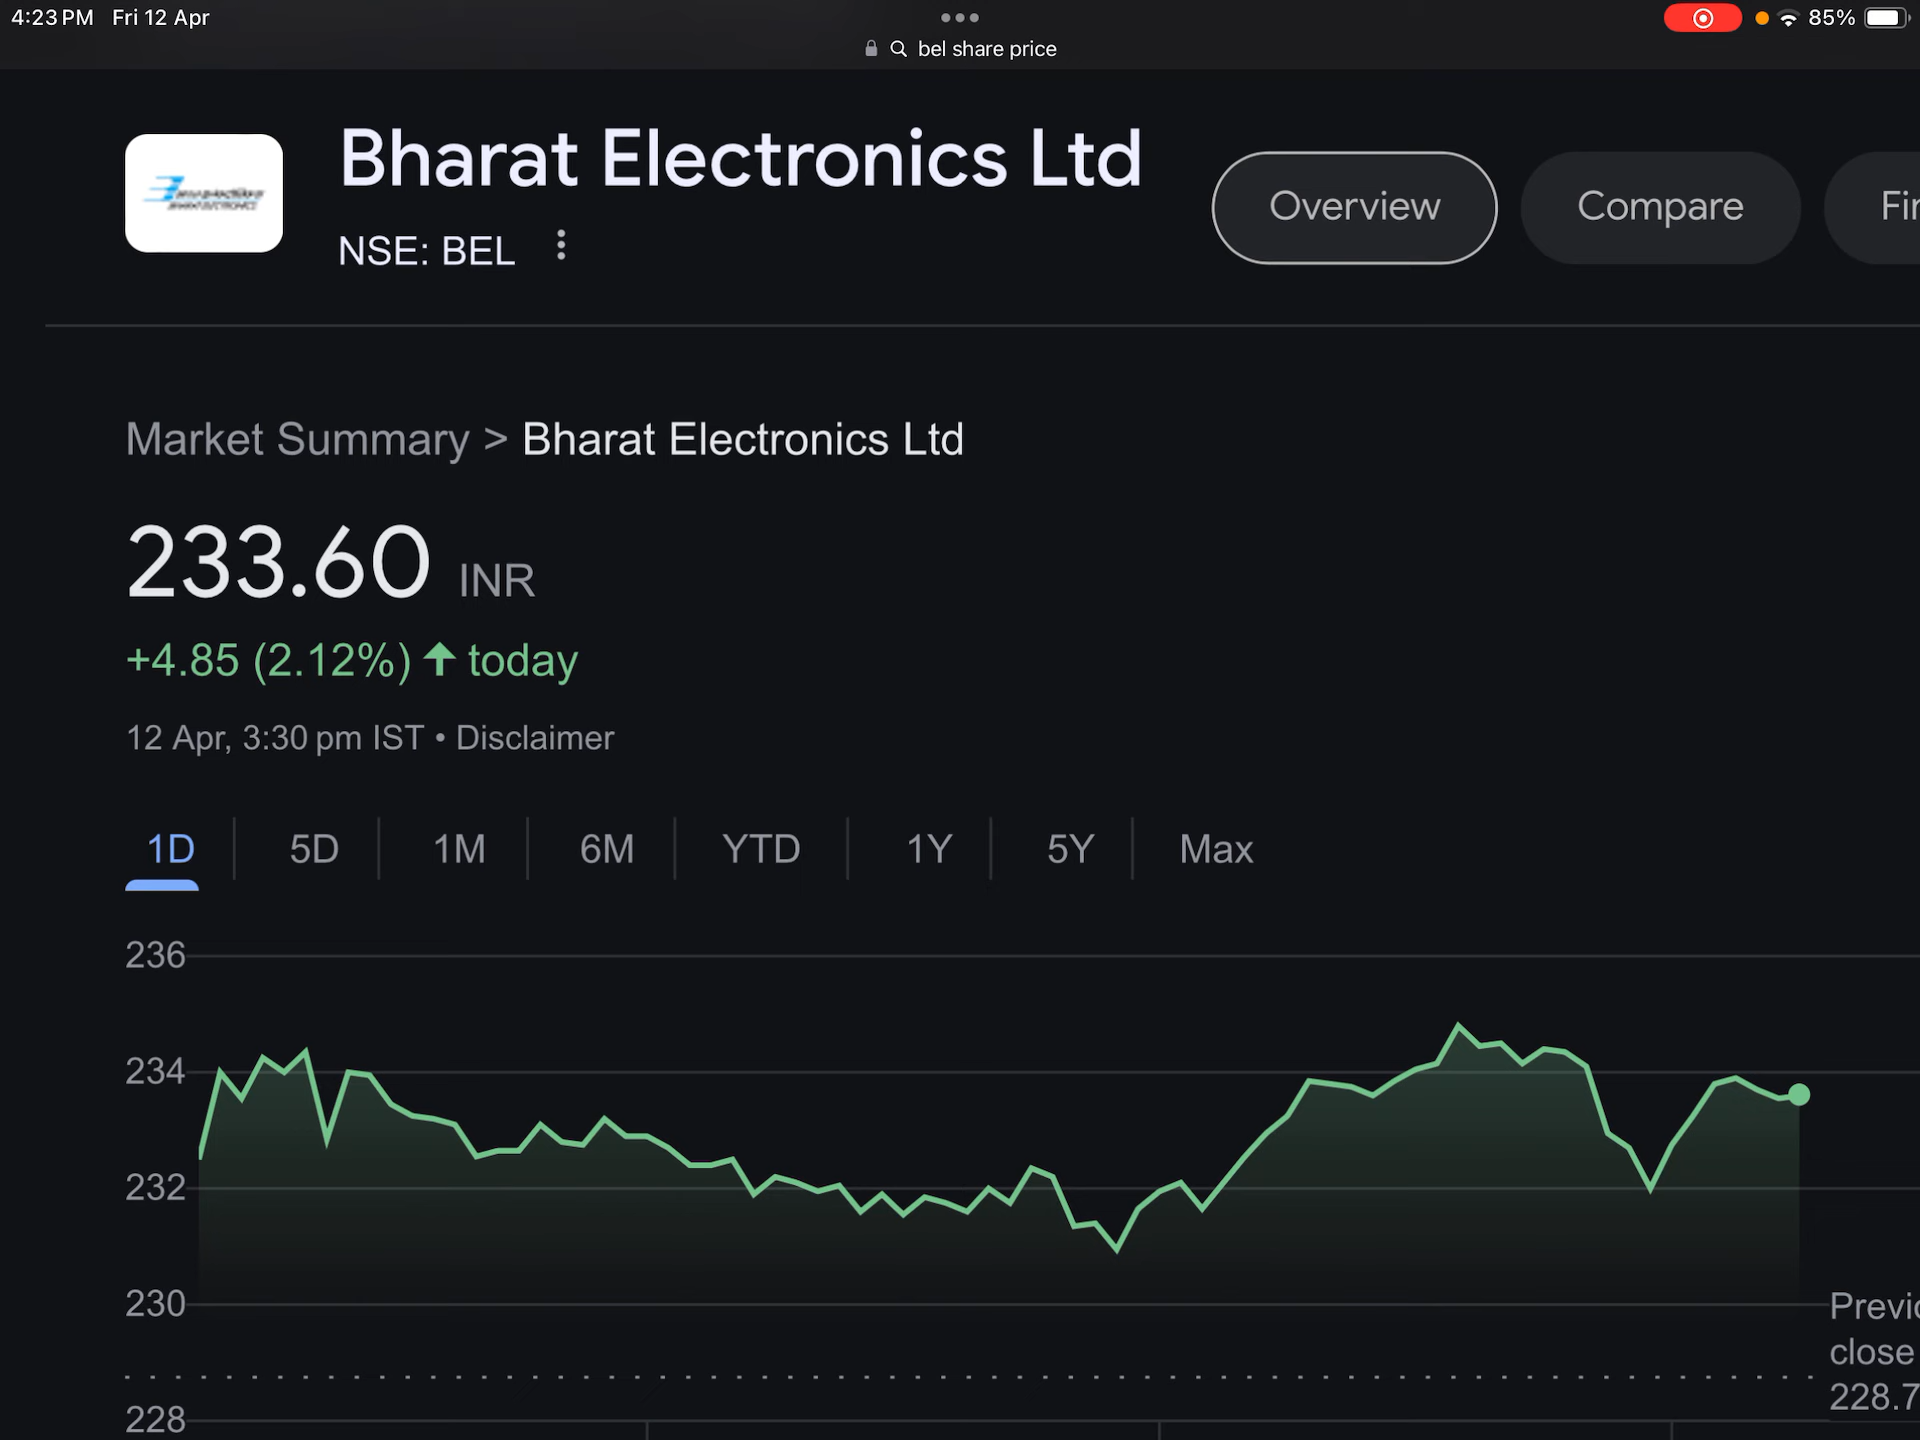 4:23 PM Fri 12 Apr
85%
bel share price
Bharat Electronics Ltd
NSE: BEL
Overview
Compare
Market Summary > Bharat Electronics Ltd
233.60 INR
+4.85 (2.12%) ↑ today
12 Apr, 3:30 pm IST • Disclaimer
1D
5D
1M
6M
YTD
1Y
5Y
Max
236
234
232
230
228
close
228.7